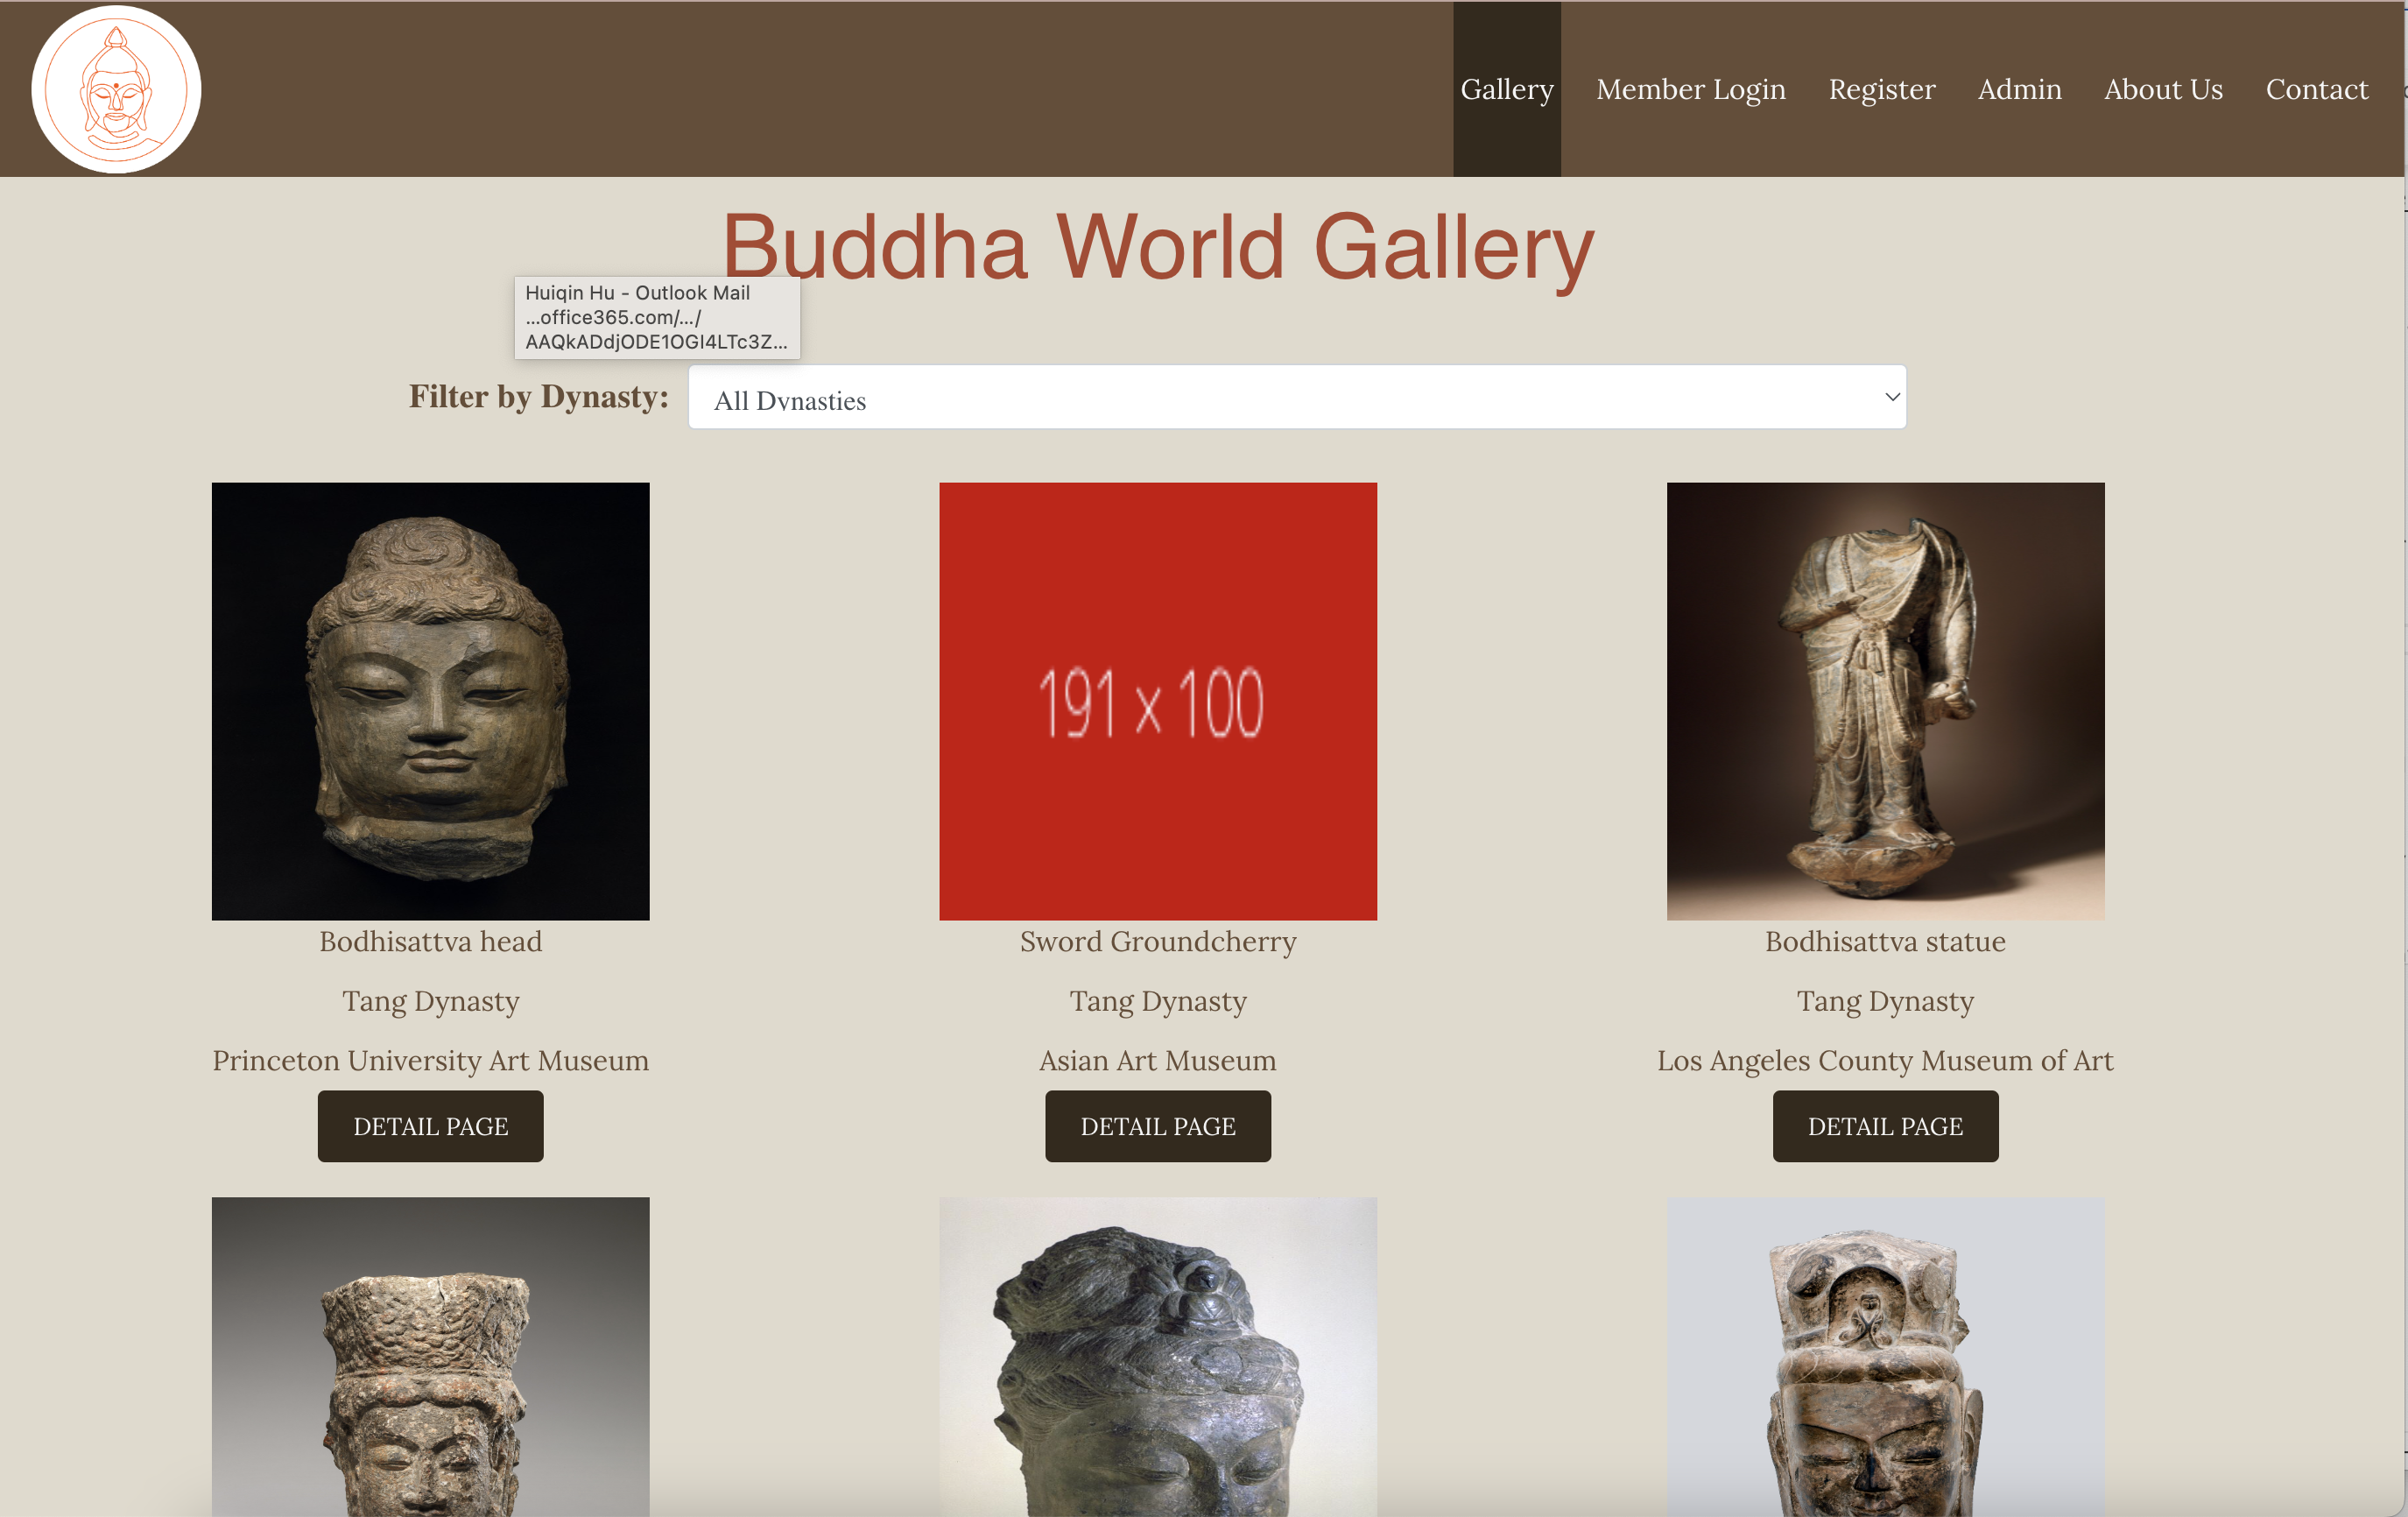 Gallery Member Login Register Admin About Us Contact
Buddha World Gallery
Huiqin Hu - Outlook Mail
...office365.com/.../
AAQkADdjODE1OGI4LTc3Z...
Filter by Dynasty: All Dynasties
191 x 100
Bodhisattva head
Tang Dynasty
Princeton University Art Museum
DETAIL PAGE
Sword Groundcherry
Tang Dynasty
Asian Art Museum
DETAIL PAGE
Bodhisattva statue
Tang Dynasty
Los Angeles County Museum of Art
DETAIL PAGE